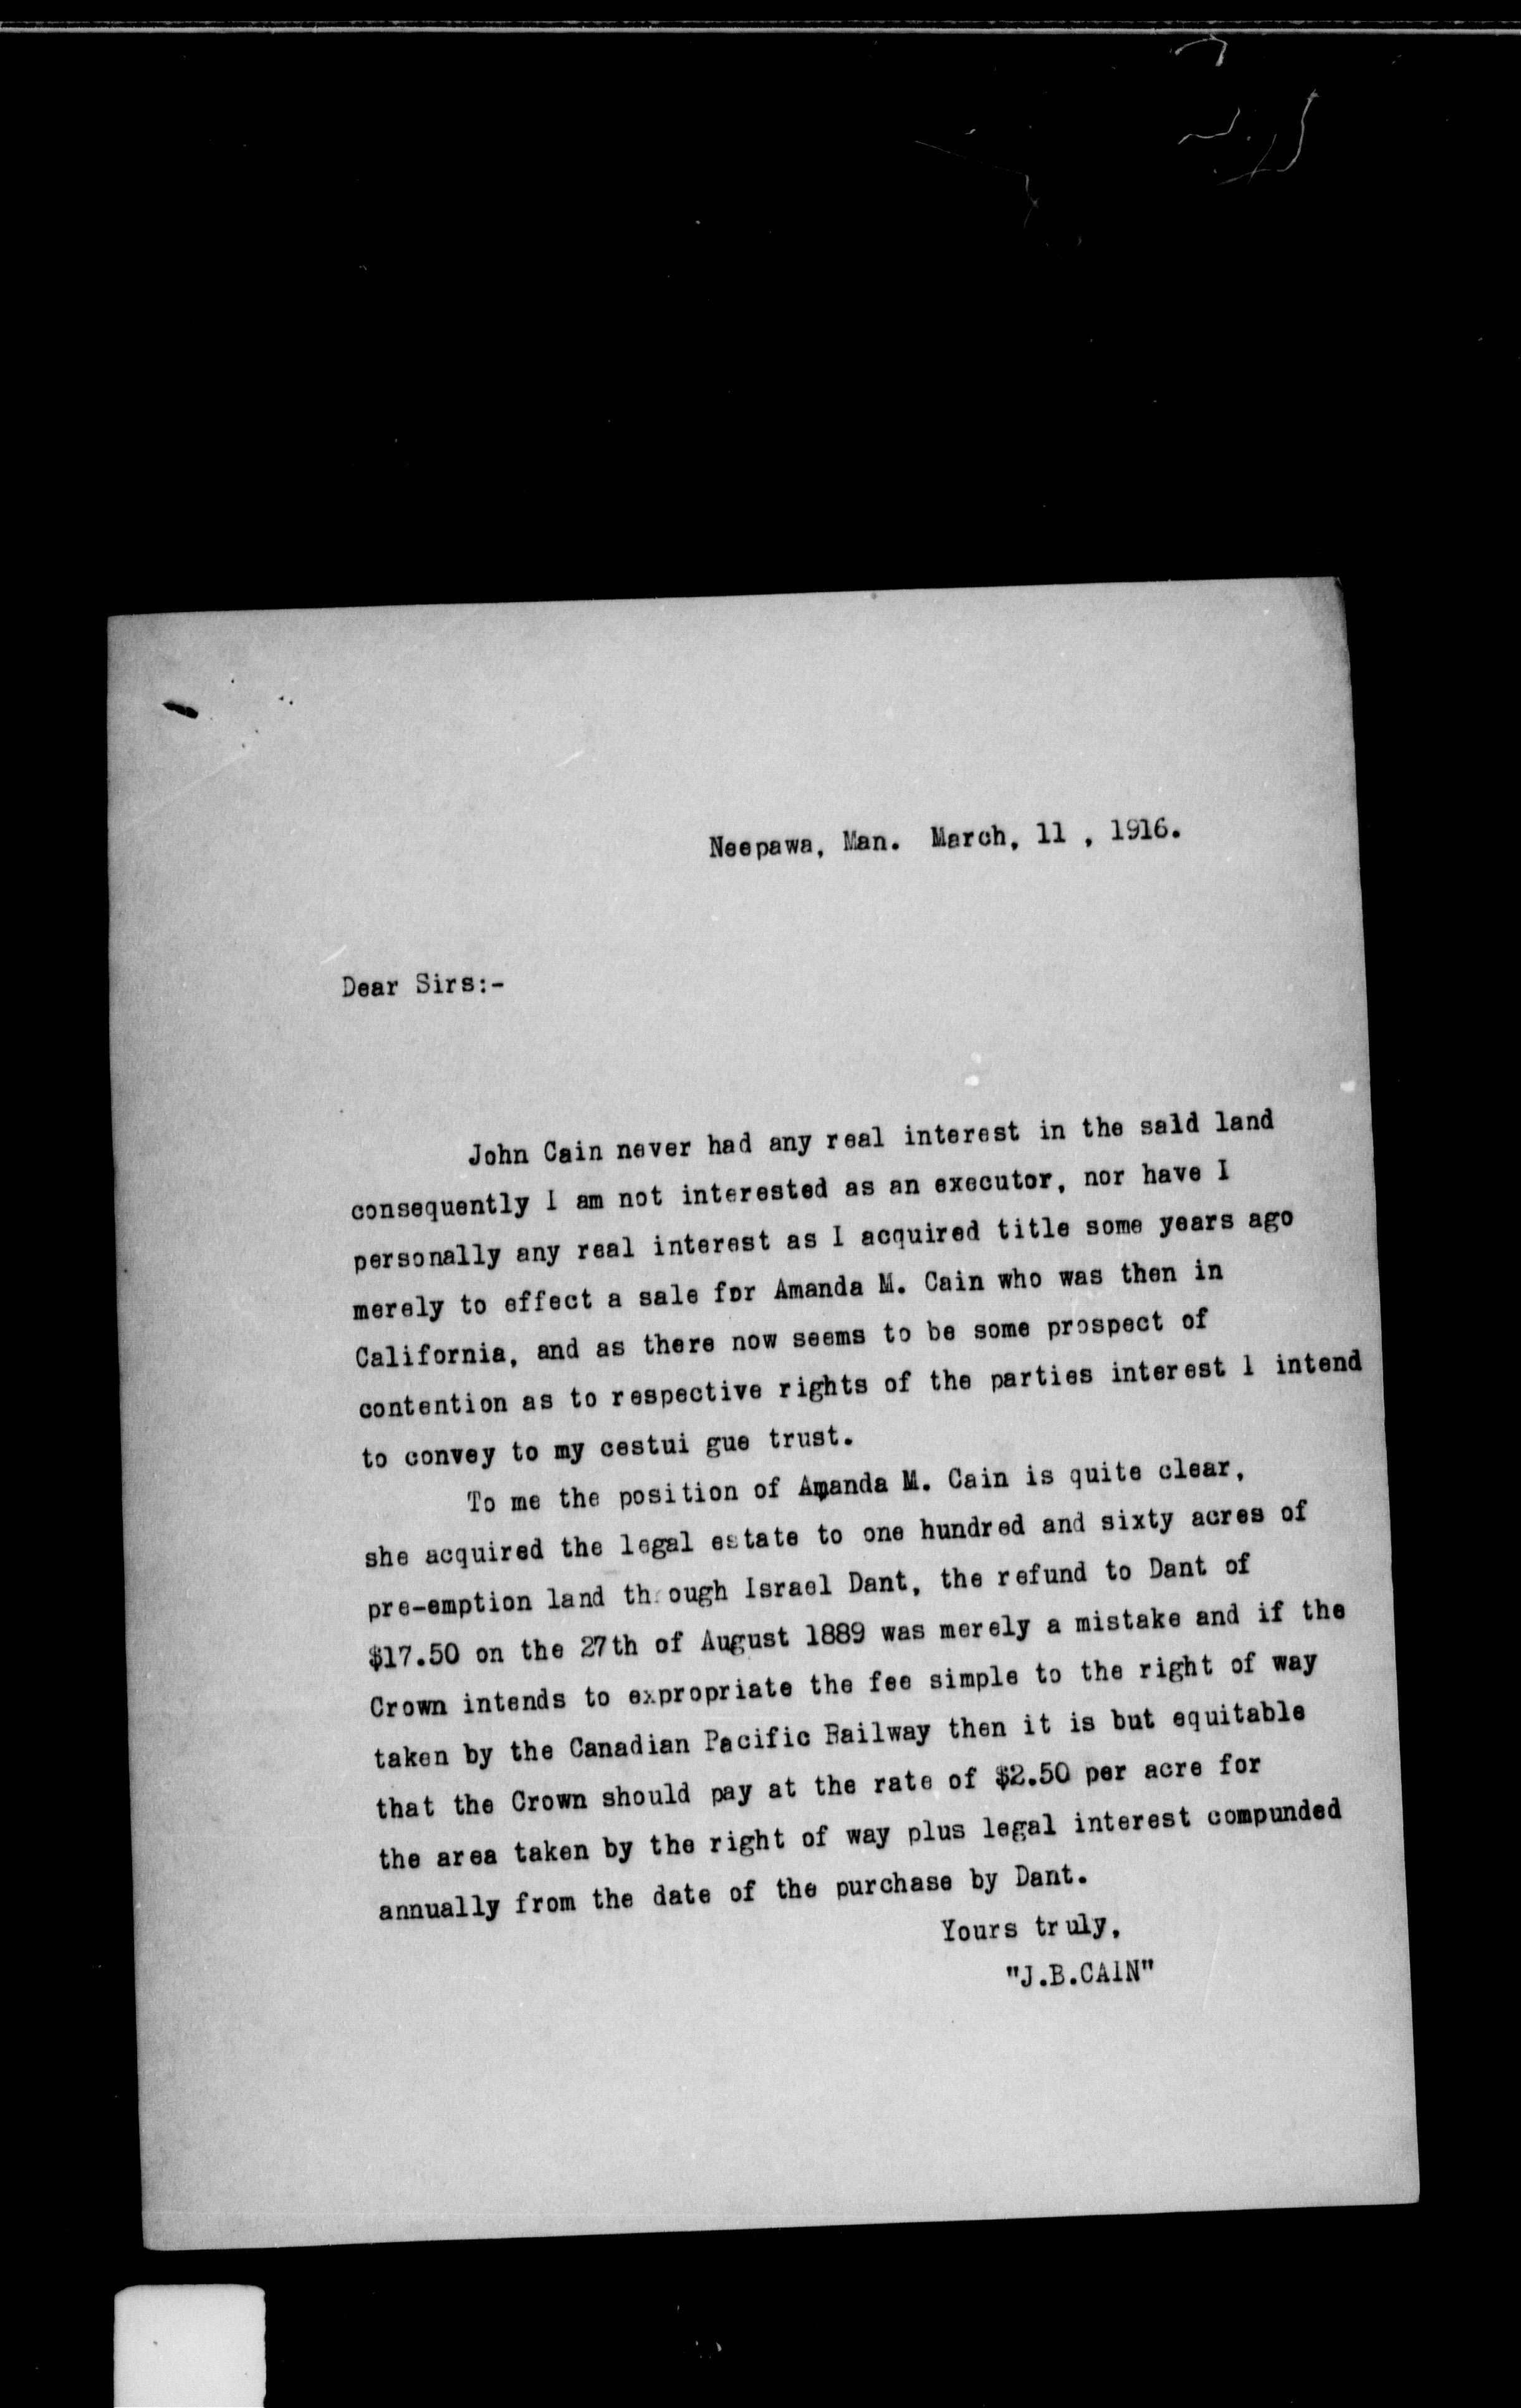 Neepawa, Man. March, 11 , 1916.
Dear Sirs:-
John Cain never had any real interest in the said land
consequently I am not interested as an executor, nor have I
personally any real interest as I acquired title some years ago
merely to effect a sale for Amanda M. Cain who was then in
California, and as there now seems to be some prospect of
contention as to respective rights of the parties interest 1 intend
to convey to my cestui gue trust.
To me the position of Amanda M. Cain is quite clear,
she acquired the legal estate to one hundred and sixty acres of
pre-emption land through Israel Dant, the refund to Dant of
$17.50 on the 27th of August 1889 was merely a mistake and if the
Crown intends to expropriate the fee simple to the right of way
taken by the Canadian Pacific Railway then it is but equitable
that the Crown should pay at the rate of $2.50 per acre for
the area taken by the right of way plus legal interest compunded
annually from the date of the purchase by Dant.
Yours truly,
"J.B.CAIN"